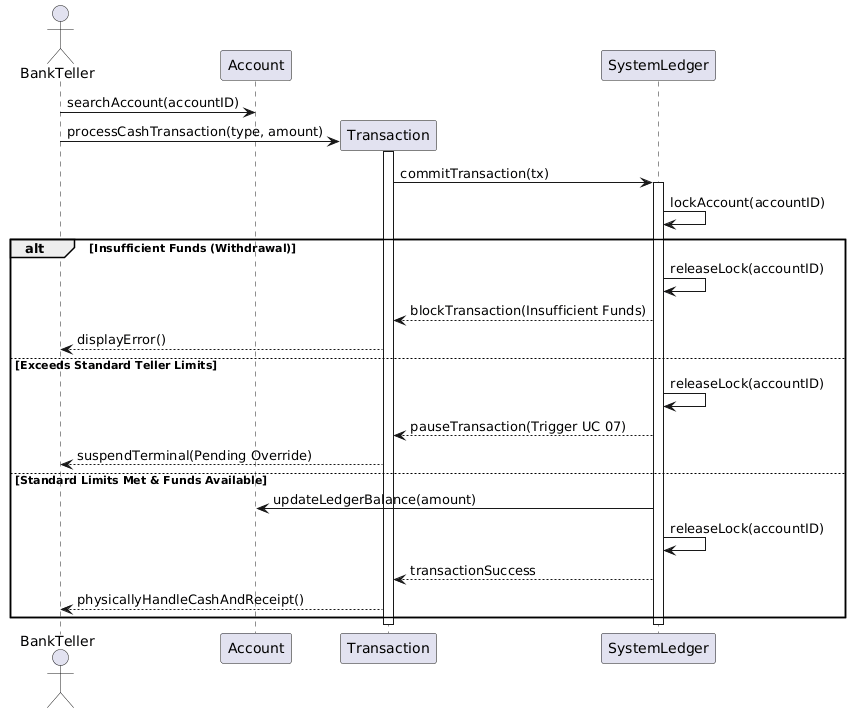 BankTeller
Account
SystemLedger
searchAccount(accountID)
processCashTransaction(type, amount)
Transaction
commitTransaction(tx)
lockAccount(accountID)
alt
[Insufficient Funds (Withdrawal)]
releaseLock(accountID)
blockTransaction(Insufficient Funds)
displayError()
[Exceeds Standard Teller Limits]
releaseLock(accountID)
pauseTransaction(Trigger UC 07)
suspendTerminal(Pending Override)
[Standard Limits Met & Funds Available]
updateLedgerBalance(amount)
releaseLock(accountID)
transactionSuccess
physicallyHandleCashAndReceipt()
BankTeller
Account
Transaction
SystemLedger